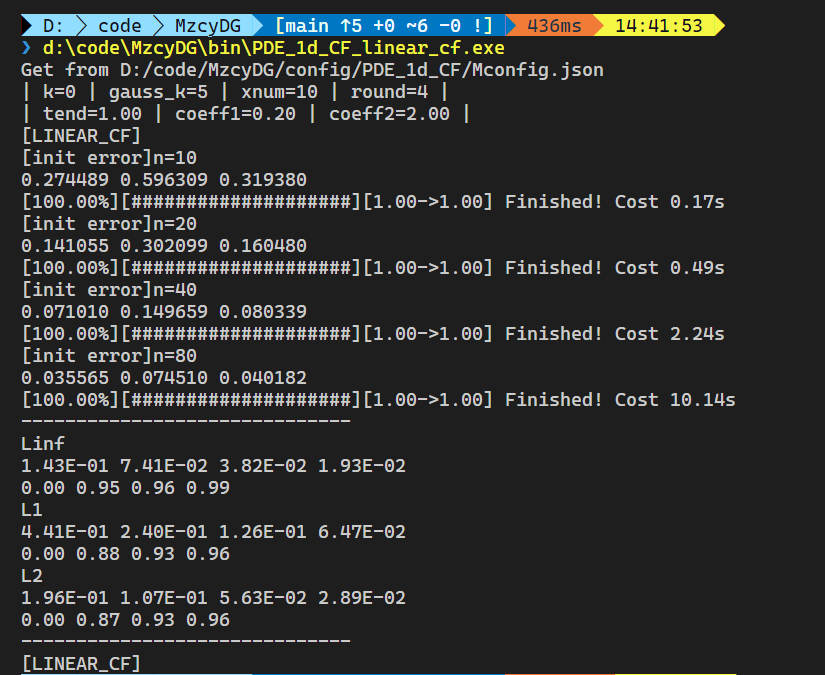 D: code MzcyDG [main ↑5 +0 ~6 -0 !] 436ms 14:41:53
❯ d:\code\MzcyDG\bin\PDE_1d_CF_linear_cf.exe
Get from D:/code/MzcyDG/config/PDE_1d_CF/Mconfig.json
| k=0 | gauss_k=5 | xnum=10 | round=4 |
| tend=1.00 | coeff1=0.20 | coeff2=2.00 |
[LINEAR_CF]
[init error]n=10
0.274489 0.596309 0.319380
[100.00%][####################][1.00->1.00] Finished! Cost 0.17s
[init error]n=20
0.141055 0.302099 0.160480
[100.00%][####################][1.00->1.00] Finished! Cost 0.49s
[init error]n=40
0.071010 0.149659 0.080339
[100.00%][####################][1.00->1.00] Finished! Cost 2.24s
[init error]n=80
0.035565 0.074510 0.040182
[100.00%][####################][1.00->1.00] Finished! Cost 10.14s
------------------------------
Linf
1.43E-01 7.41E-02 3.82E-02 1.93E-02
0.00 0.95 0.96 0.99
L1
4.41E-01 2.40E-01 1.26E-01 6.47E-02
0.00 0.88 0.93 0.96
L2
1.96E-01 1.07E-01 5.63E-02 2.89E-02
0.00 0.87 0.93 0.96
------------------------------
[LINEAR_CF]